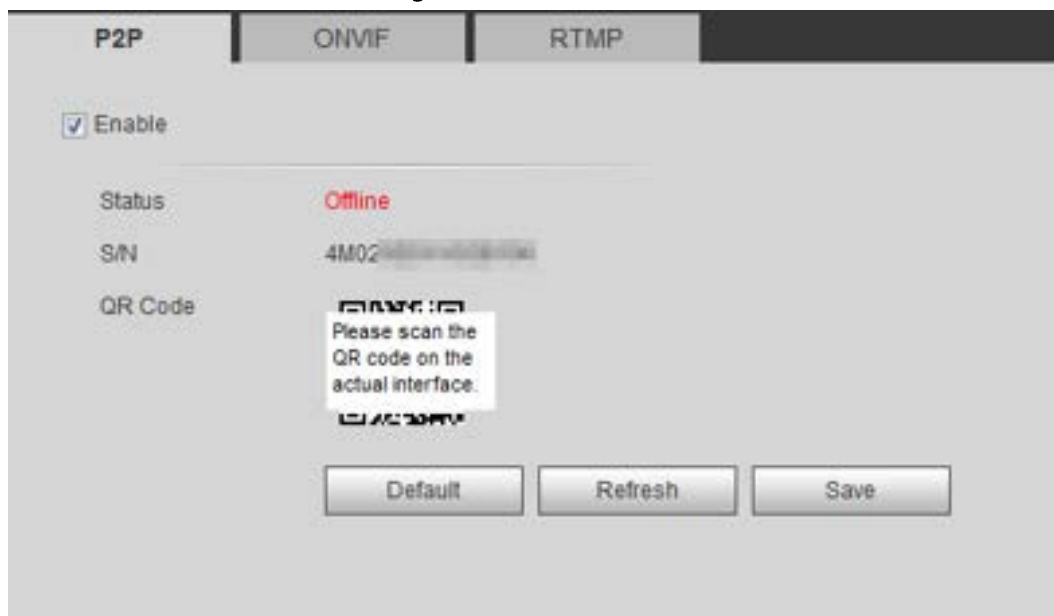 P2P ONVIF RTMP
Enable
Status Offline
S/N 4M02
QR Code
Please scan the
QR code on the
actual interface.
Default Refresh Save